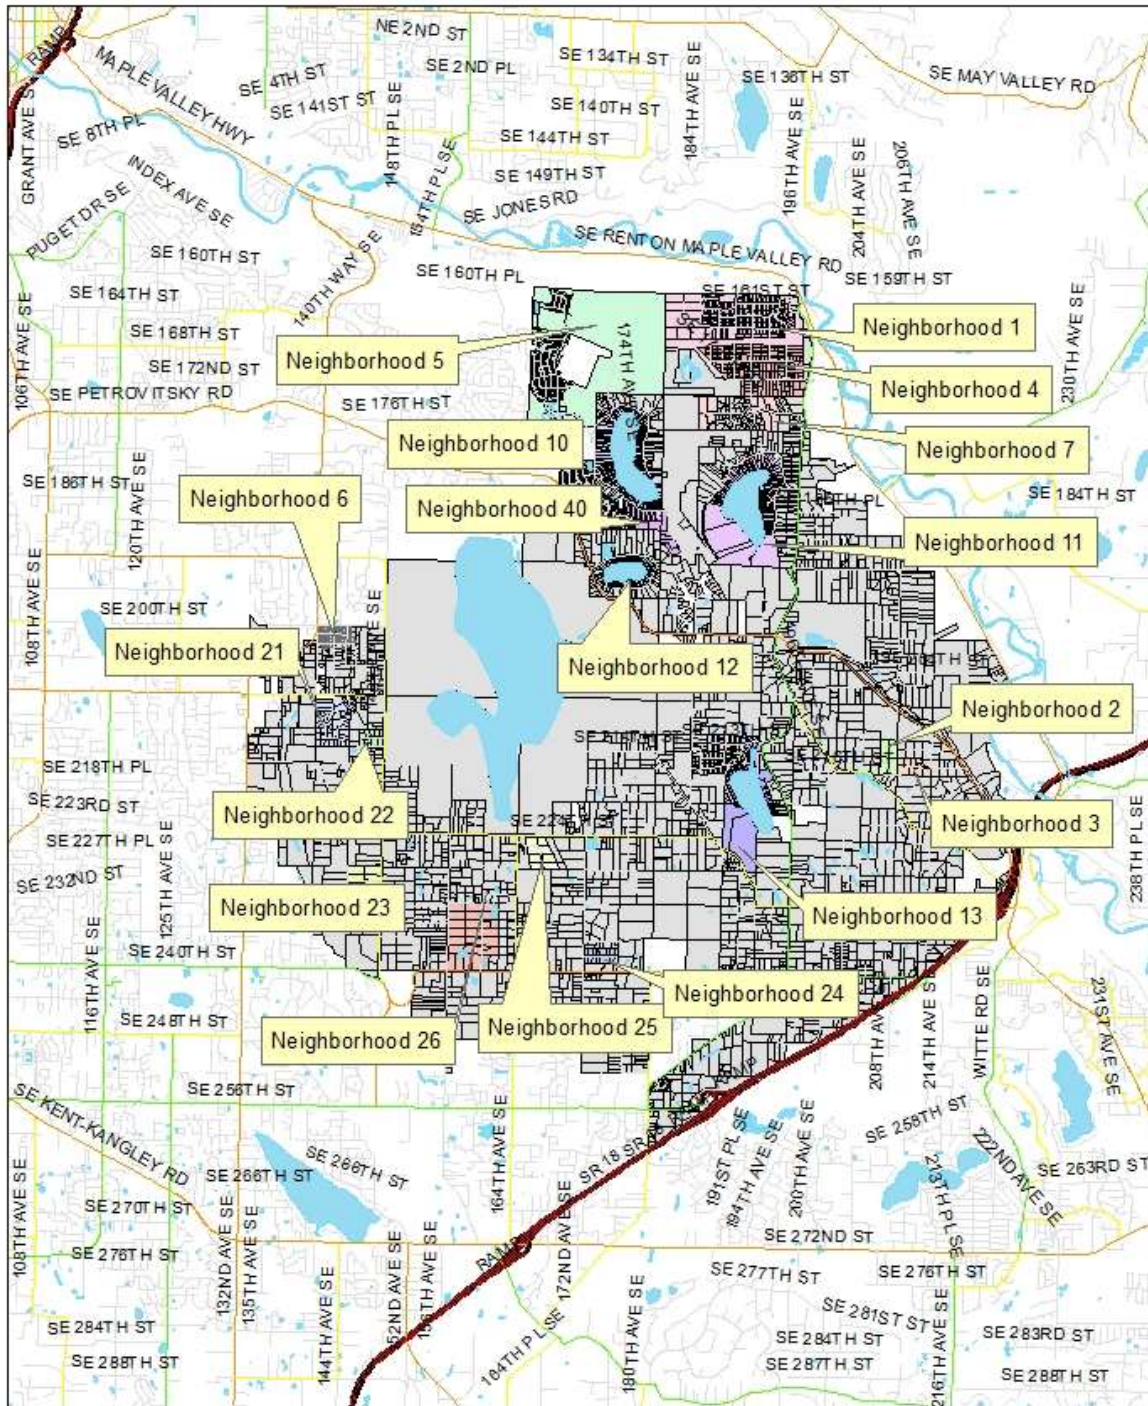 NE 2ND ST
RAMP
SE 134TH ST
184TH AVE SE
MAPLE VALLEY HWY
SE 4TH ST
SE 2ND PL
SE 136TH ST
SE MAY VALLEY RD
GRANT AVE S
SE 141ST ST
148TH PL SE
SE 140TH ST
196TH AVE SE
SE 8TH PL
SE 144TH ST
204TH AVE SE
206TH AVE SE
INDEX AVE SE
154TH PL SE
SE 149TH ST
PUGET DR SE
SE JONES RD
SE RENTON MAPLE VALLEY RD
SE 160TH ST
140TH WAY SE
SE 160TH PL
SE 159TH ST
SE 164TH ST
SE 161ST ST
106TH AVE SE
SE 168TH ST
174TH AVE SE
Neighborhood 1
230TH AVE SE
SE 172ND ST
Neighborhood 5
Neighborhood 4
SE PETROVITSKY RD
SE 176TH ST
Neighborhood 10
Neighborhood 7
SE 186TH ST
120TH AVE SE
Neighborhood 6
SE 184TH ST
Neighborhood 40
Neighborhood 11
108TH AVE SE
SE 200TH ST
Neighborhood 21
Neighborhood 12
Neighborhood 2
SE 218TH PL
SE 223RD ST
Neighborhood 22
SE 224TH ST
Neighborhood 3
SE 227TH PL
125TH AVE SE
238TH PL SE
SE 232ND ST
Neighborhood 23
Neighborhood 13
116TH AVE SE
SE 240TH ST
Neighborhood 24
WITTE RD SE
231ST AVE SE
SE 248TH ST
Neighborhood 26
Neighborhood 25
208TH AVE SE
214TH AVE SE
SE 256TH ST
SE KENT-KANGLEY RD
164TH AVE SE
SR 18
191ST PL SE
194TH AVE SE
200TH AVE SE
SE 258TH ST
222ND AVE SE
108TH AVE SE
SE 266TH ST
SE 266TH ST
213TH PL SE
SE 263RD ST
SE 270TH ST
132ND AVE SE
135TH AVE SE
172ND AVE SE
SE 272ND ST
SE 276TH ST
RAMP
SE 277TH ST
SE 276TH ST
144TH AVE SE
156TH AVE SE
184TH PL SE
180TH AVE SE
SE 281ST ST
216TH AVE SE
SE 284TH ST
SE 284TH ST
SE 283RD ST
SE 288TH ST
SE 287TH ST
SE 288TH ST